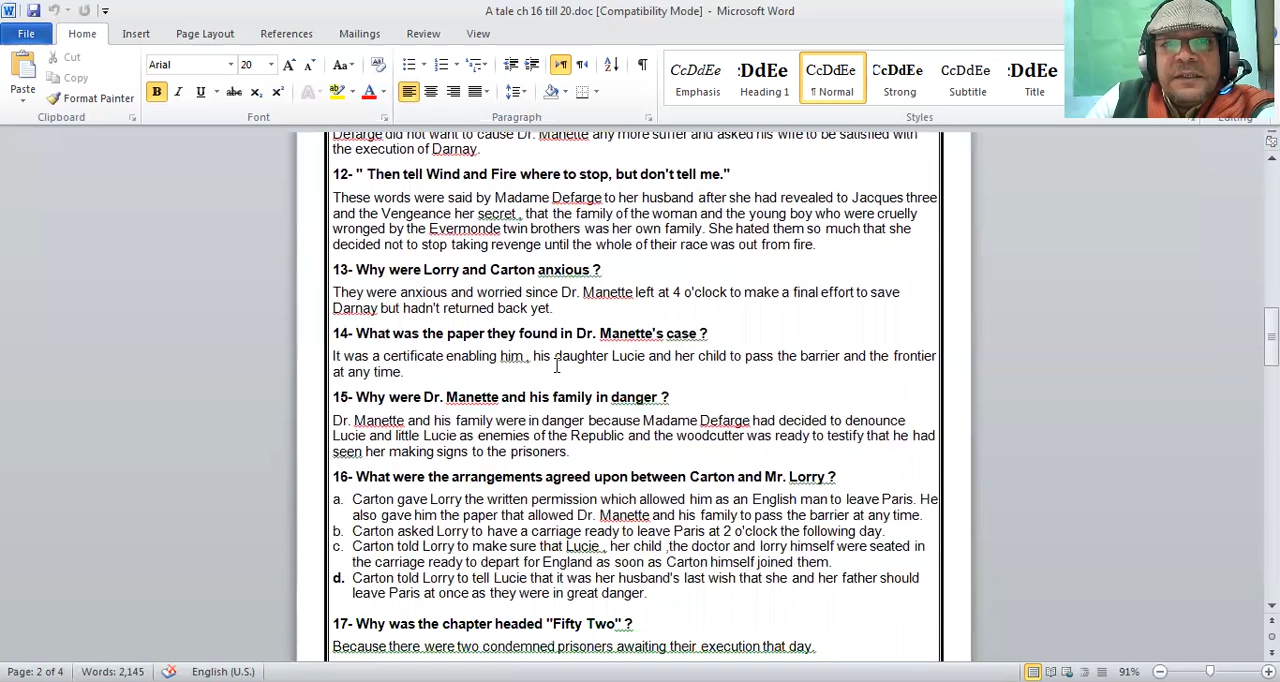 A tale ch 16 till 20.doc [Compatibility Mode] - Microsoft Word
File Home Insert Page Layout References Mailings Review View
Cut
Copy
Paste
Format Painter
Clipboard
Arial 20
Font
Paragraph
CcDdEe :DdEe CcDdEe CcDdEe CcDdEe :DdEe
Emphasis Heading 1 ¶ Normal Strong Subtitle Title
Styles
Editing
Defarge did not want to cause Dr. Manette any more suffer and asked his wife to be satisfied with
the execution of Darnay.
12- " Then tell Wind and Fire where to stop, but don't tell me."
These words were said by Madame Defarge to her husband after she had revealed to Jacques three
and the Vengeance her secret , that the family of the woman and the young boy who were cruelly
wronged by the Evermonde twin brothers was her own family. She hated them so much that she
decided not to stop taking revenge until the whole of their race was out from fire.
13- Why were Lorry and Carton anxious ?
They were anxious and worried since Dr. Manette left at 4 o'clock to make a final effort to save
Darnay but hadn't returned back yet.
14- What was the paper they found in Dr. Manette's case ?
It was a certificate enabling him , his daughter Lucie and her child to pass the barrier and the frontier
at any time.
15- Why were Dr. Manette and his family in danger ?
Dr. Manette and his family were in danger because Madame Defarge had decided to denounce
Lucie and little Lucie as enemies of the Republic and the woodcutter was ready to testify that he had
seen her making signs to the prisoners.
16- What were the arrangements agreed upon between Carton and Mr. Lorry ?
a. Carton gave Lorry the written permission which allowed him as an English man to leave Paris. He
also gave him the paper that allowed Dr. Manette and his family to pass the barrier at any time.
b. Carton asked Lorry to have a carriage ready to leave Paris at 2 o'clock the following day.
c. Carton told Lorry to make sure that Lucie , her child ,the doctor and lorry himself were seated in
the carriage ready to depart for England as soon as Carton himself joined them.
d. Carton told Lorry to tell Lucie that it was her husband's last wish that she and her father should
leave Paris at once as they were in great danger.
17- Why was the chapter headed "Fifty Two" ?
Because there were two condemned prisoners awaiting their execution that day.
Page: 2 of 4 Words: 2,145 English (U.S.) 91%